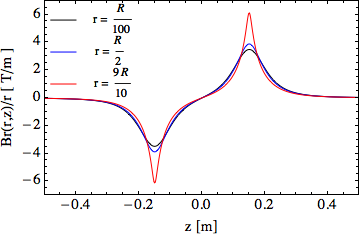 6
4
2
0
−2
−4
−6
Br(r,z)/r [ T/m ]
r = R/100
r = R/2
r = 9 R/10
−0.4
−0.2
0.0
0.2
0.4
z [m]